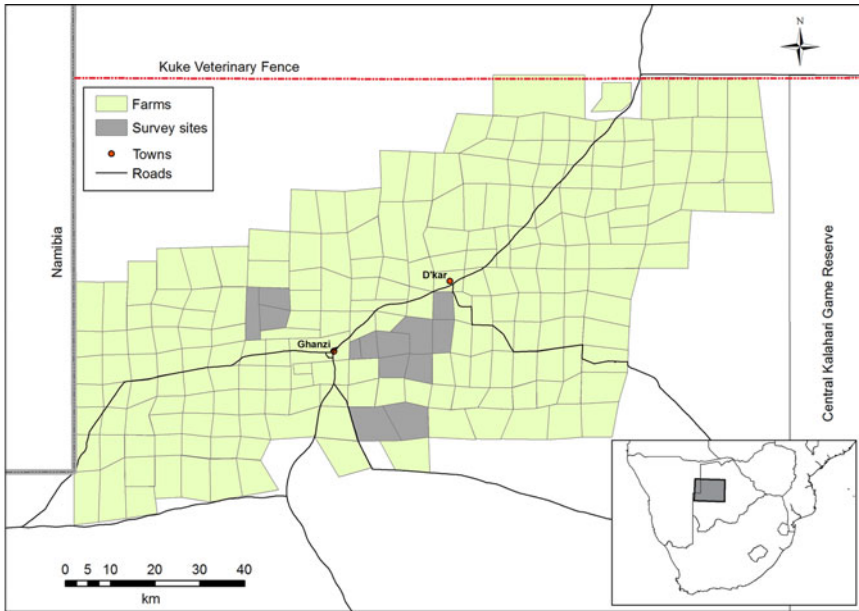 N
Kuke Veterinary Fence
Farms
Survey sites
Towns
Roads
Namibia
D'kar
Ghanzi
Central Kalahari Game Reserve
0 5 10 20 30 40
km